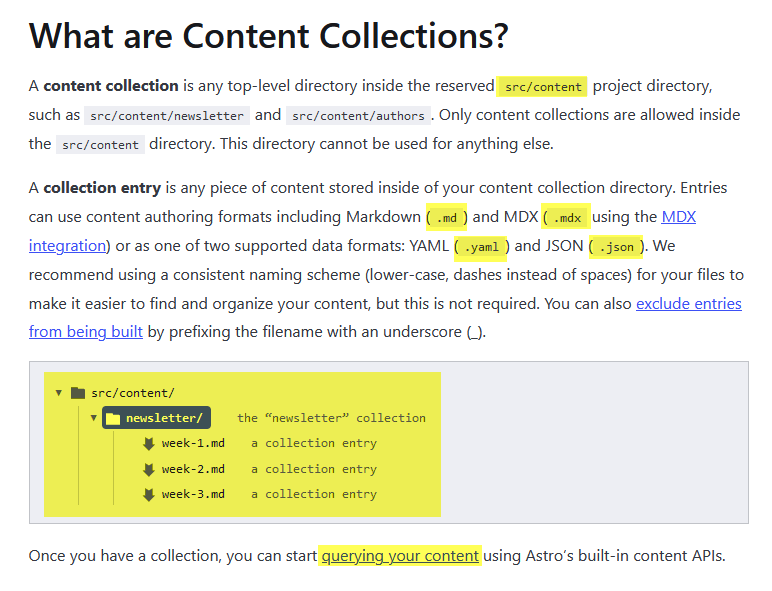 What are Content Collections?
A content collection is any top-level directory inside the reserved src/content project directory,
such as src/content/newsletter and src/content/authors. Only content collections are allowed inside
the src/content directory. This directory cannot be used for anything else.
A collection entry is any piece of content stored inside of your content collection directory. Entries
can use content authoring formats including Markdown (.md) and MDX (.mdx using the MDX
integration) or as one of two supported data formats: YAML (.yaml) and JSON (.json). We
recommend using a consistent naming scheme (lower-case, dashes instead of spaces) for your files to
make it easier to find and organize your content, but this is not required. You can also exclude entries
from being built by prefixing the filename with an underscore (_).
src/content/
newsletter/ the “newsletter” collection
week-1.md a collection entry
week-2.md a collection entry
week-3.md a collection entry
Once you have a collection, you can start querying your content using Astro’s built-in content APIs.